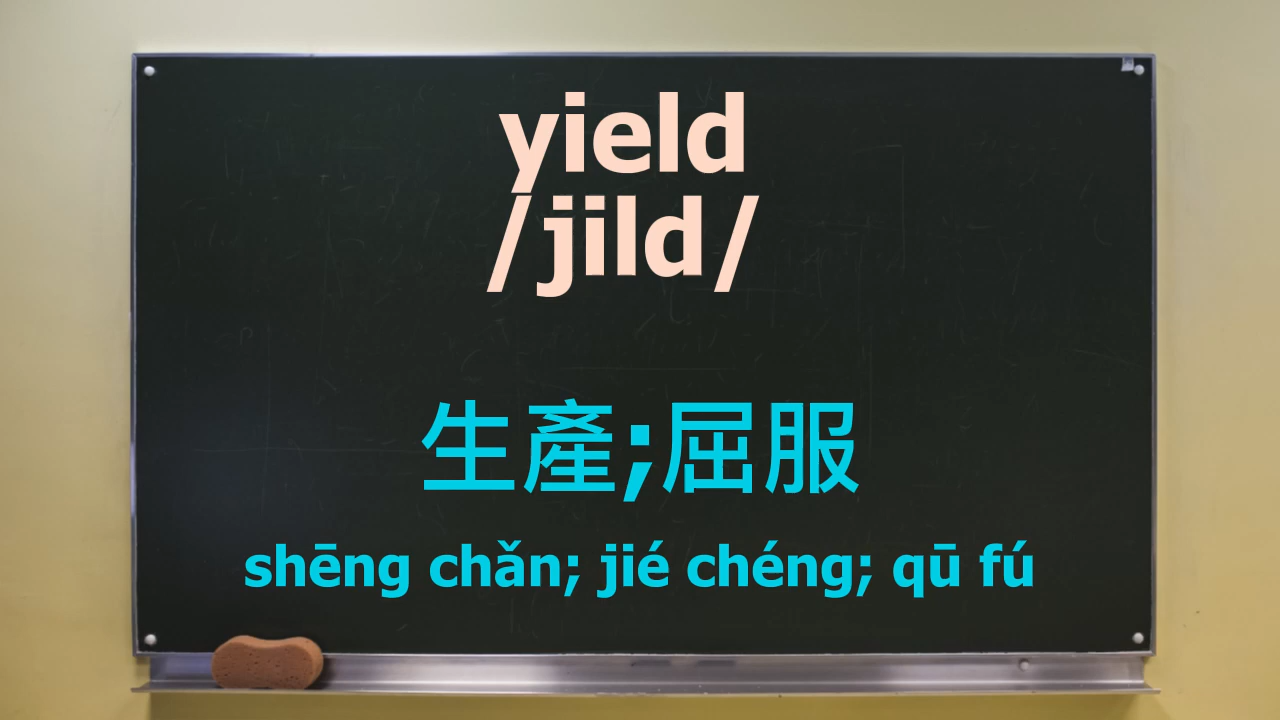 yield
/jild/
生產;屈服
shēng chǎn; jié chéng; qū fú